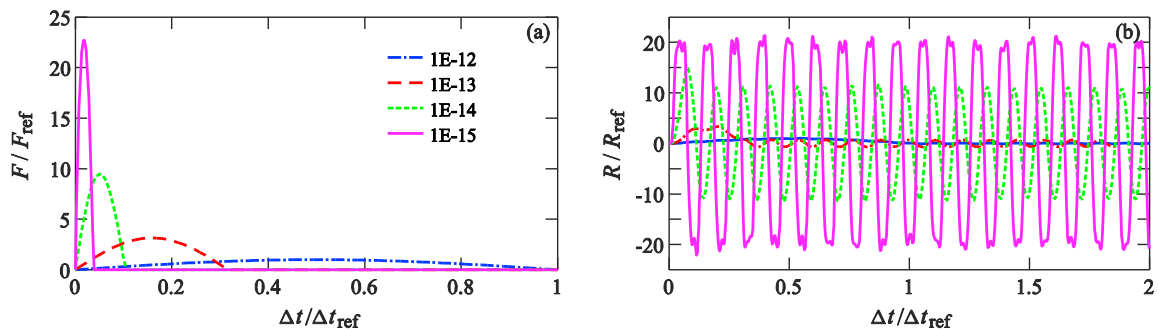 (a)
F / F_ref
25
20
15
10
5
0
1E-12
1E-13
1E-14
1E-15
0 0.2 0.4 0.6 0.8 1
Δt/Δt_ref
(b)
R / R_ref
20
10
0
-10
-20
0 0.5 1 1.5 2
Δt/Δt_ref